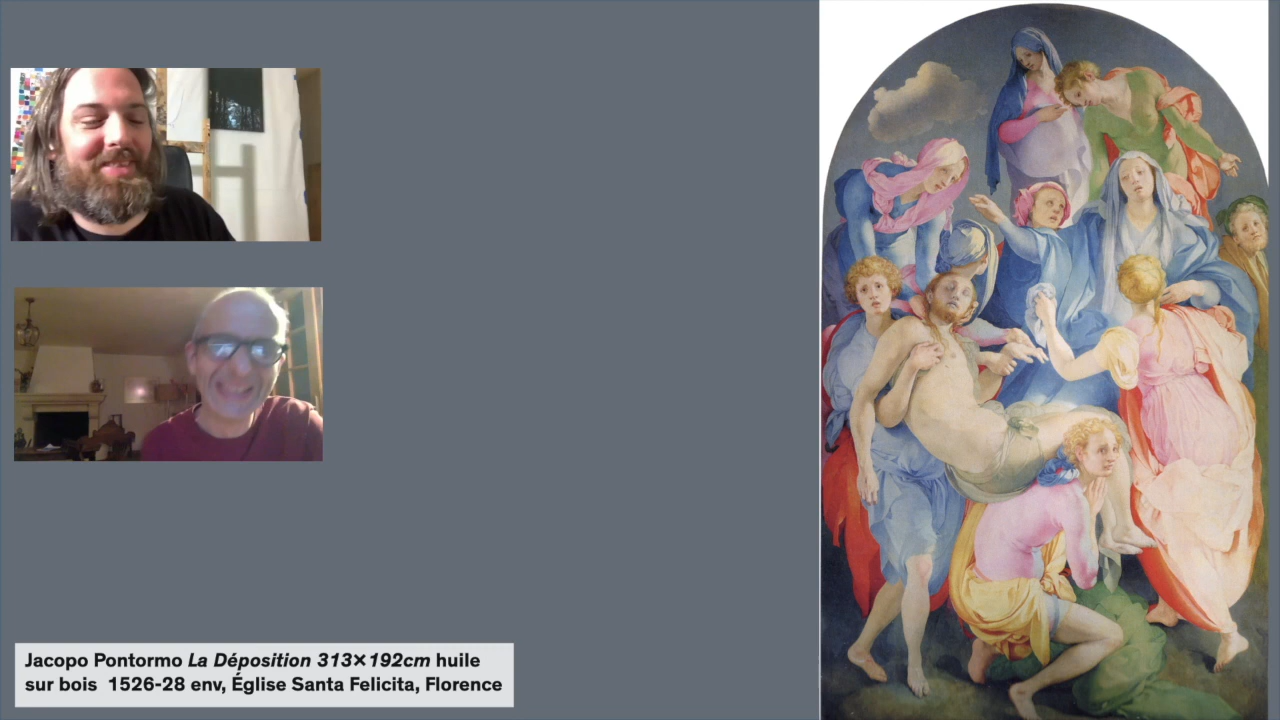 Jacopo Pontormo La Déposition 313×192cm huile
sur bois 1526-28 env, Église Santa Felicita, Florence